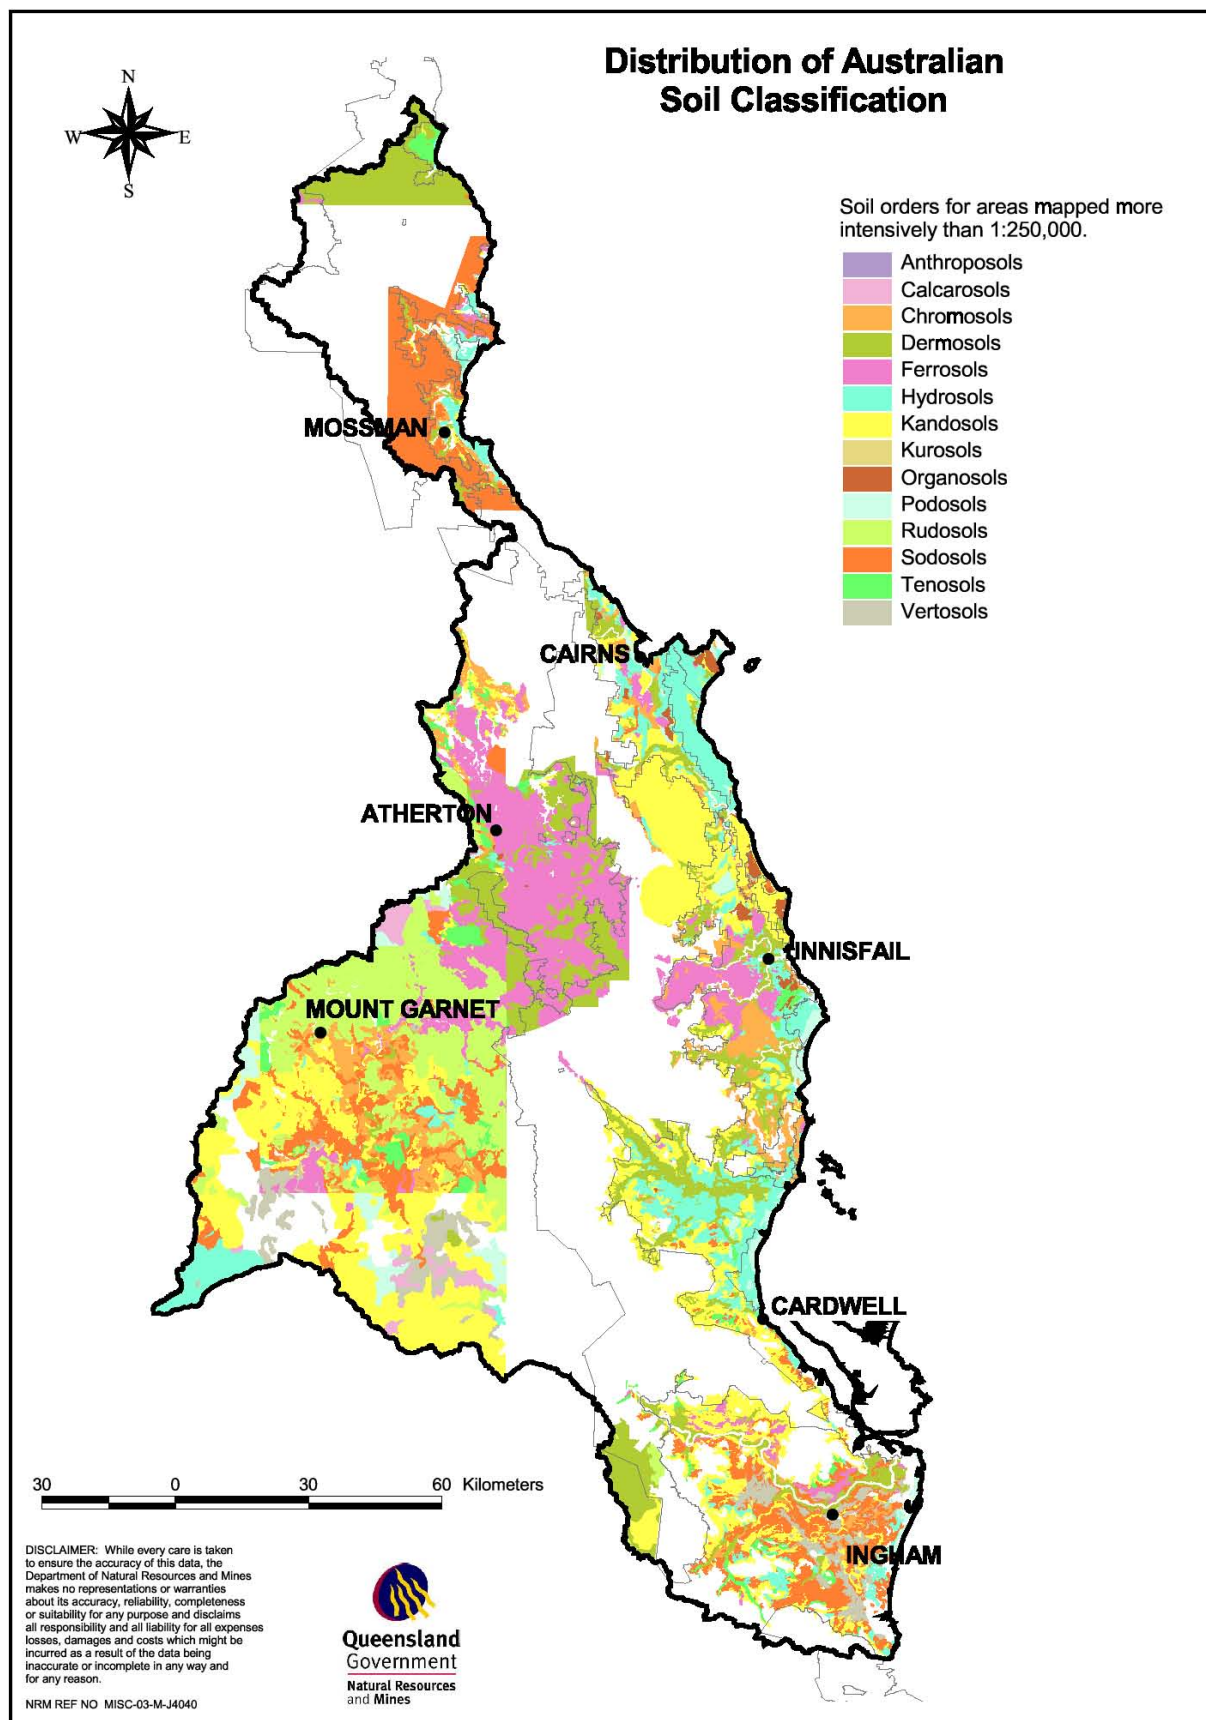 Distribution of Australian
Soil Classification
N
W
E
S
Soil orders for areas mapped more
intensively than 1:250,000.
Anthroposols
Calcarosols
Chromosols
Dermosols
Ferrosols
Hydrosols
Kandosols
Kurosols
Organosols
Podosols
Rudosols
Sodosols
Tenosols
Vertosols
MOSSMAN
CAIRNS
ATHERTON
INNISFAIL
MOUNT GARNET
CARDWELL
INGHAM
30 0 30 60 Kilometers
DISCLAIMER: While every care is taken
to ensure the accuracy of this data, the
Department of Natural Resources and Mines
makes no representations or warranties
about its accuracy, reliability, completeness
or suitability for any purpose and disclaims
all responsibility and all liability for all expenses
losses, damages and costs which might be
incurred as a result of the data being
inaccurate or incomplete in any way and
for any reason.
NRM REF NO MISC-03-M-J4040
Queensland
Government
Natural Resources
and Mines